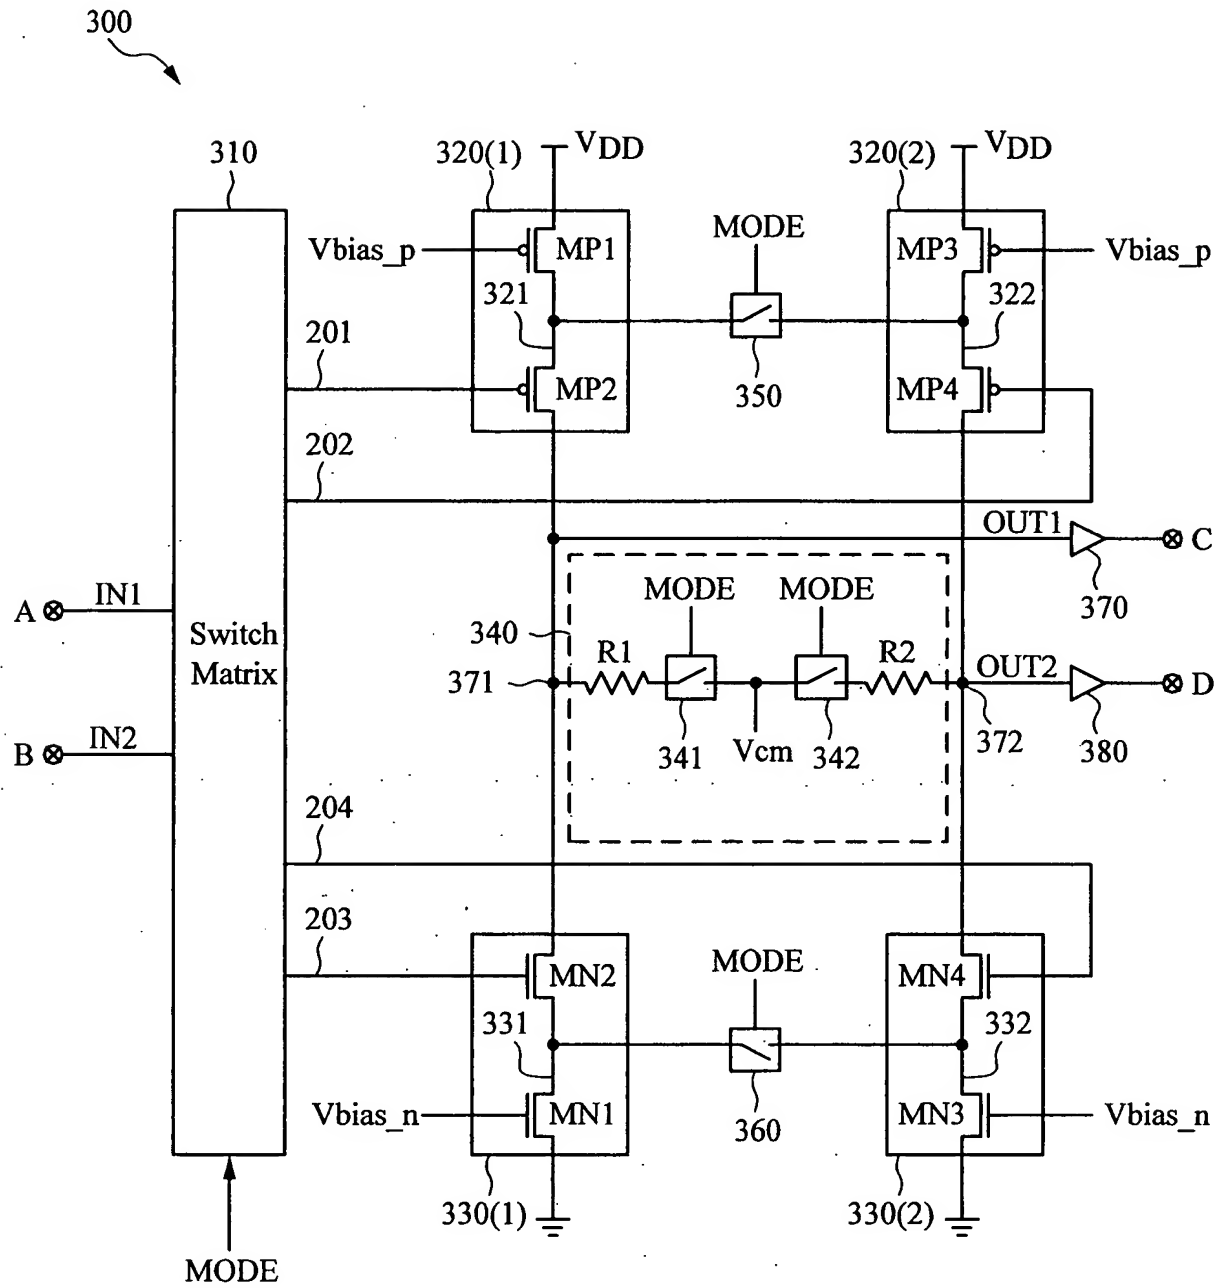 300
310
320(1)
VDD
320(2)
VDD
Vbias_p
MP1
MODE
MP3
Vbias_p
321
322
201
MP2
350
MP4
202
OUT1
C
370
A
IN1
Switch
Matrix
340
MODE
MODE
R1
R2
OUT2
D
371
341
Vcm
342
372
380
B
IN2
204
203
MN2
MODE
MN4
331
332
Vbias_n
MN1
360
MN3
Vbias_n
330(1)
330(2)
MODE